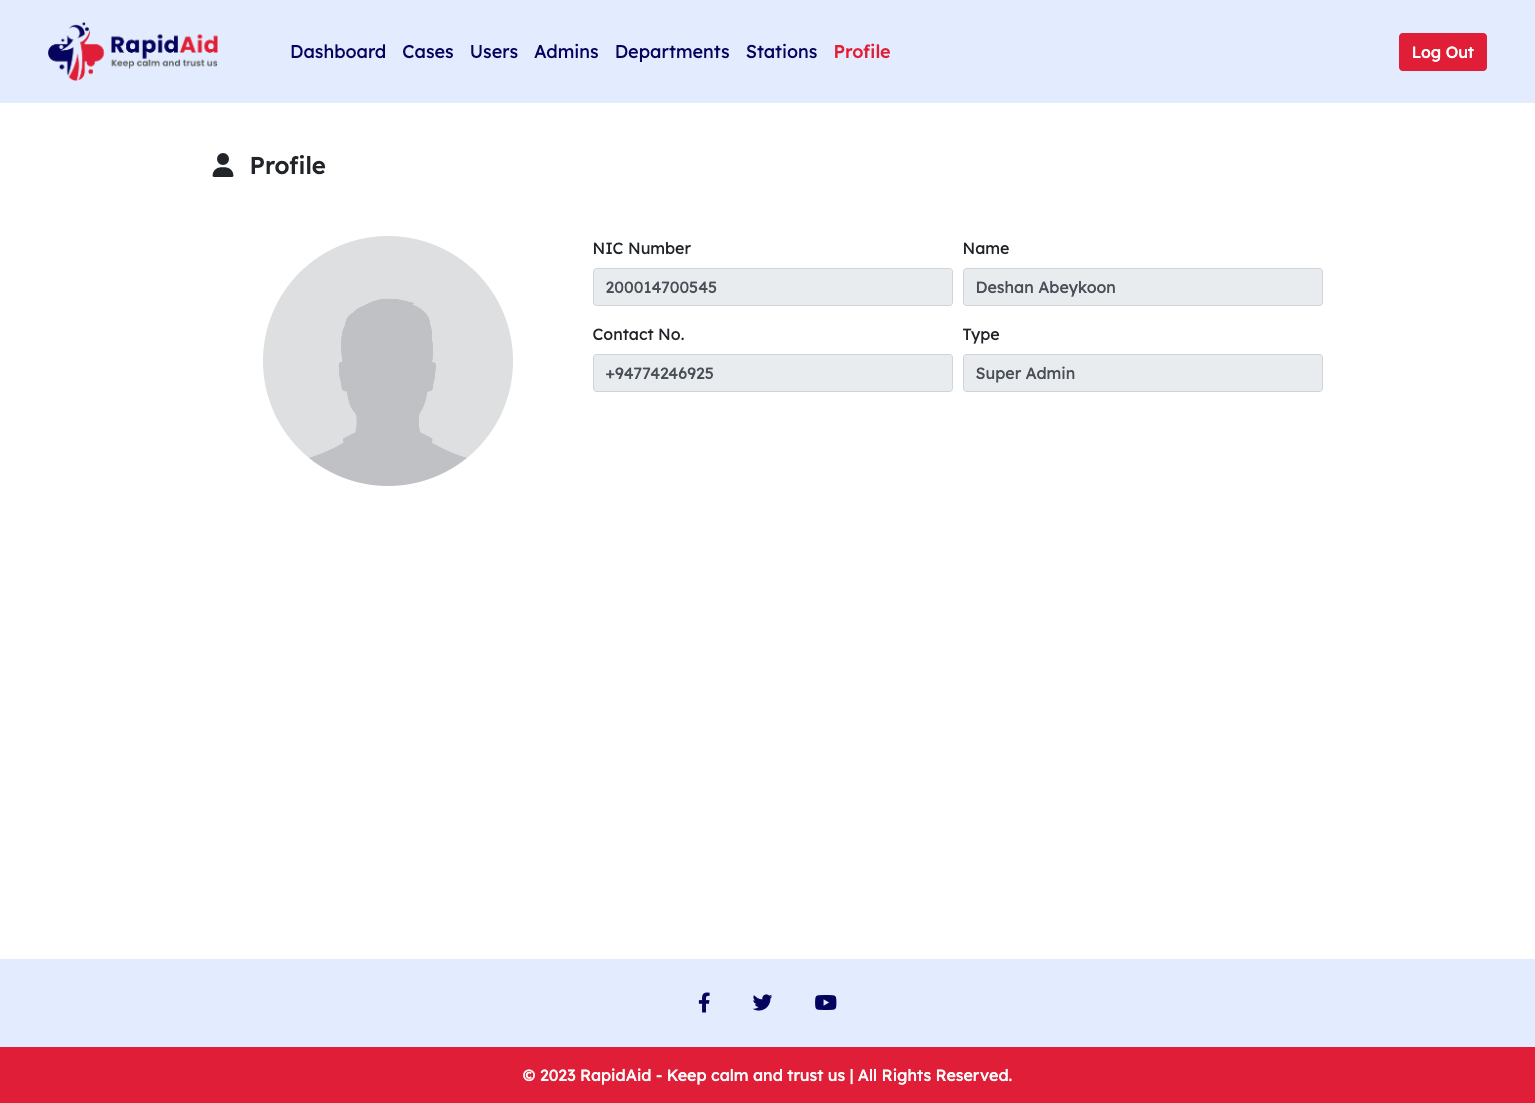 RapidAid
Keep calm and trust us
Dashboard Cases Users Admins Departments Stations Profile
Log Out
Profile
NIC Number
200014700545
Name
Deshan Abeykoon
Contact No.
+94774246925
Type
Super Admin
© 2023 RapidAid - Keep calm and trust us | All Rights Reserved.